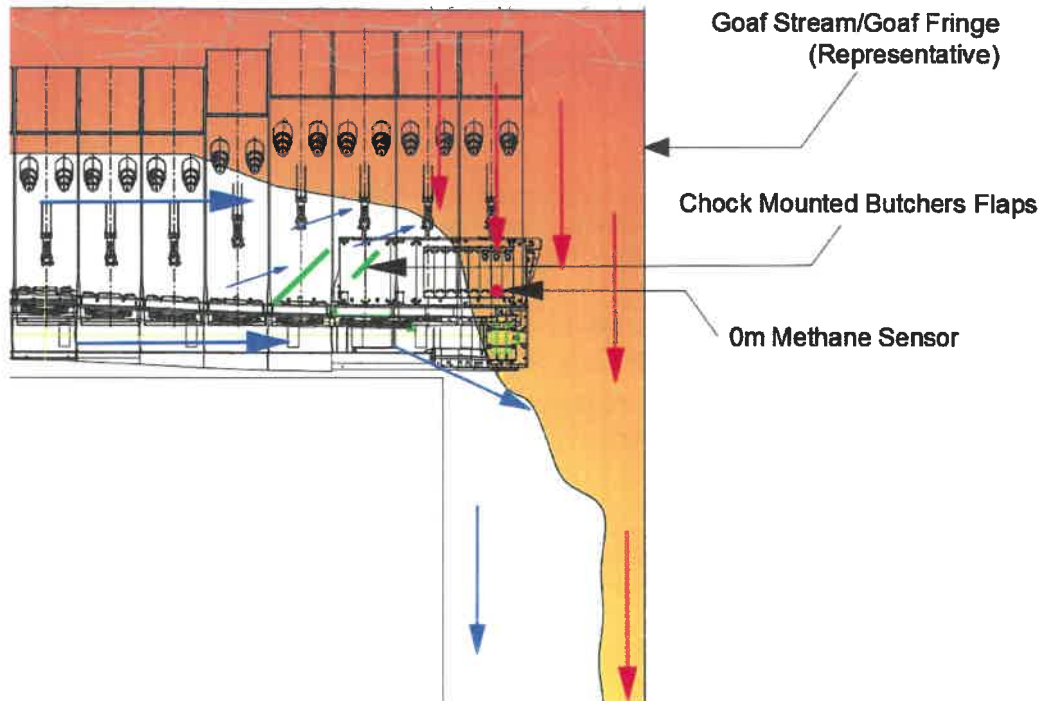 Goaf Stream/Goaf Fringe
(Representative)
Chock Mounted Butchers Flaps
0m Methane Sensor